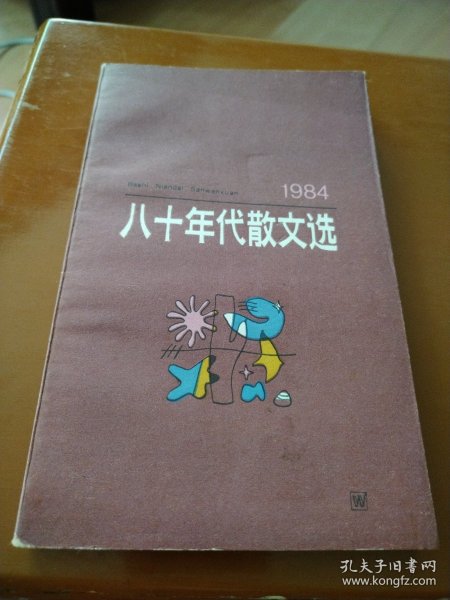 Bashi Niandai Sanwenxuan
1984
八十年代散文选
W
孔夫子旧书网
www.kongfz.com